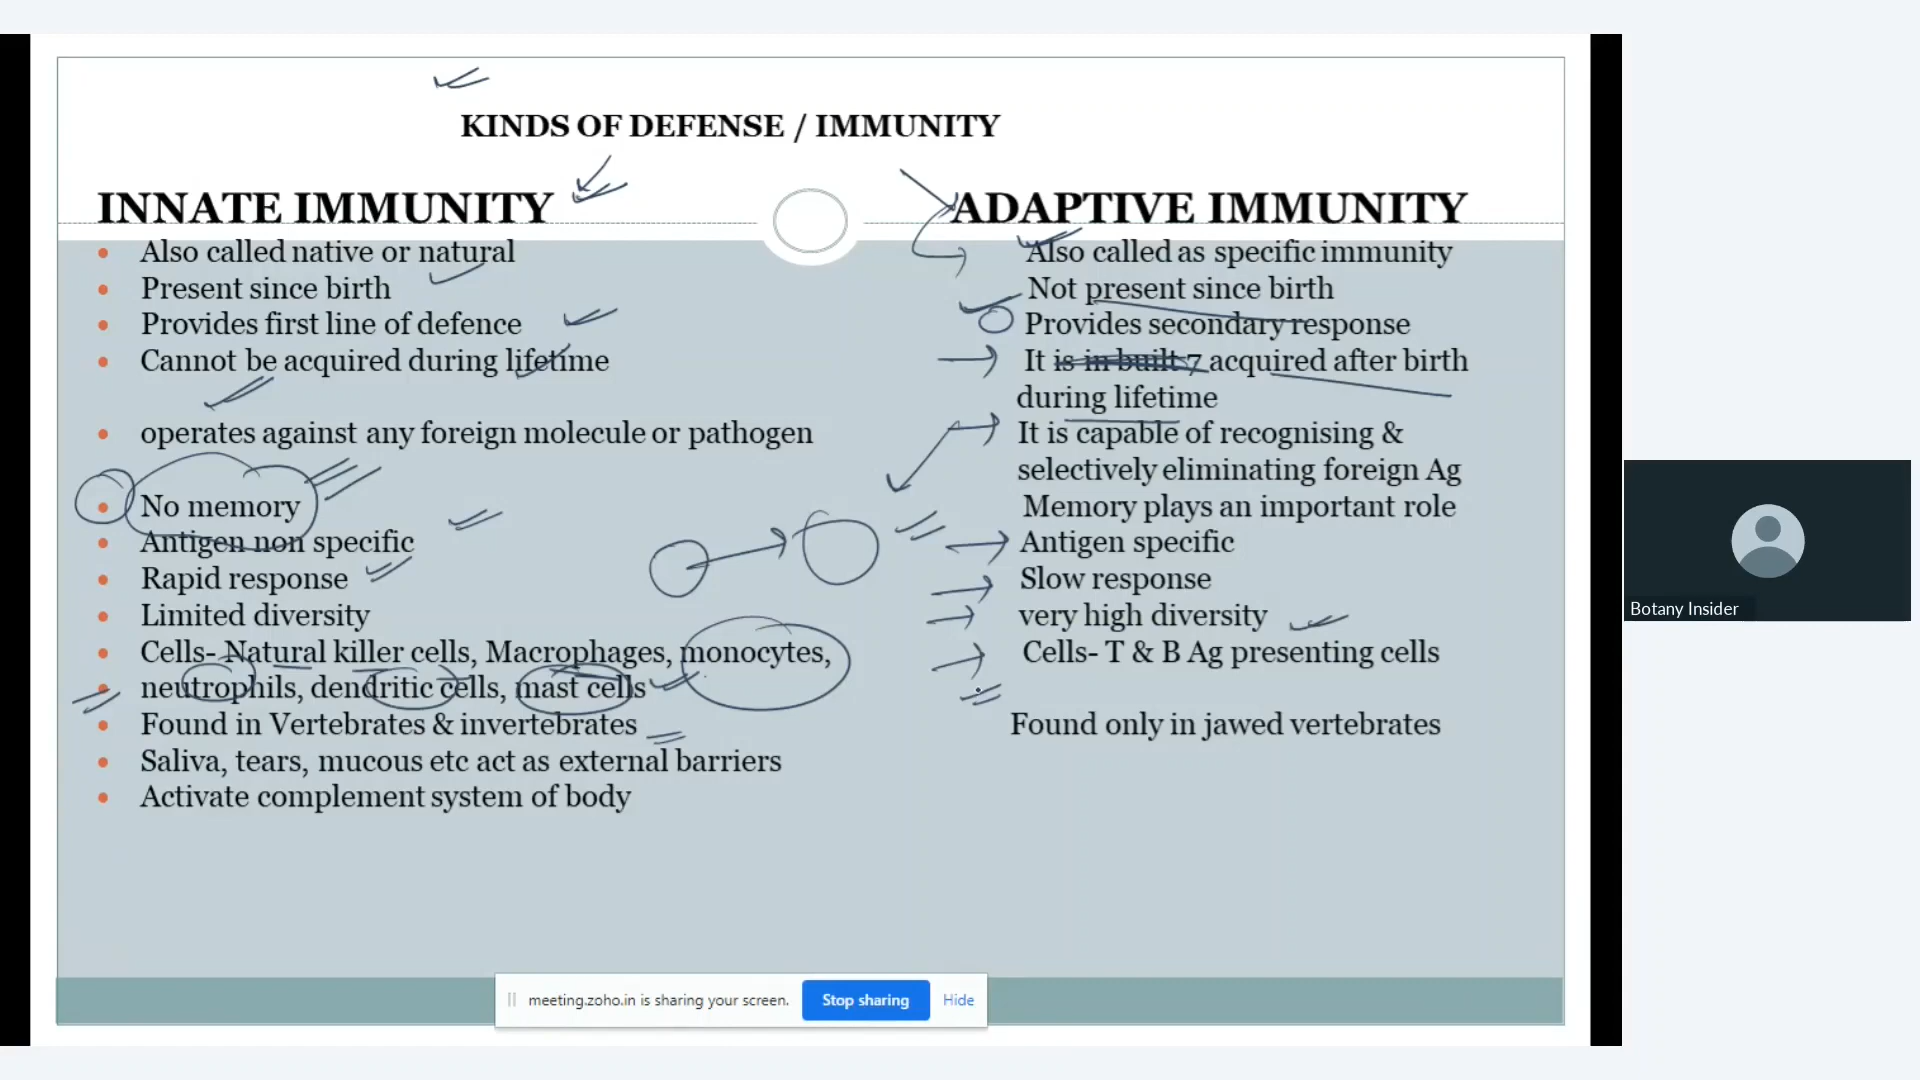 KINDS OF DEFENSE / IMMUNITY
INNATE IMMUNITY
Also called native or natural
Present since birth
Provides first line of defence
Cannot be acquired during lifetime
operates against any foreign molecule or pathogen
No memory
Antigen non specific
Rapid response
Limited diversity
Cells- Natural killer cells, Macrophages, monocytes,
neutrophils, dendritic cells, mast cells
Found in Vertebrates & invertebrates
Saliva, tears, mucous etc act as external barriers
Activate complement system of body
ADAPTIVE IMMUNITY
Also called as specific immunity
Not present since birth
Provides secondary response
It is in built 7 acquired after birth
during lifetime
It is capable of recognising &
selectively eliminating foreign Ag
Memory plays an important role
Antigen specific
Slow response
very high diversity
Cells- T & B Ag presenting cells
Found only in jawed vertebrates
Botany Insider
meeting.zoho.in is sharing your screen.
Stop sharing
Hide